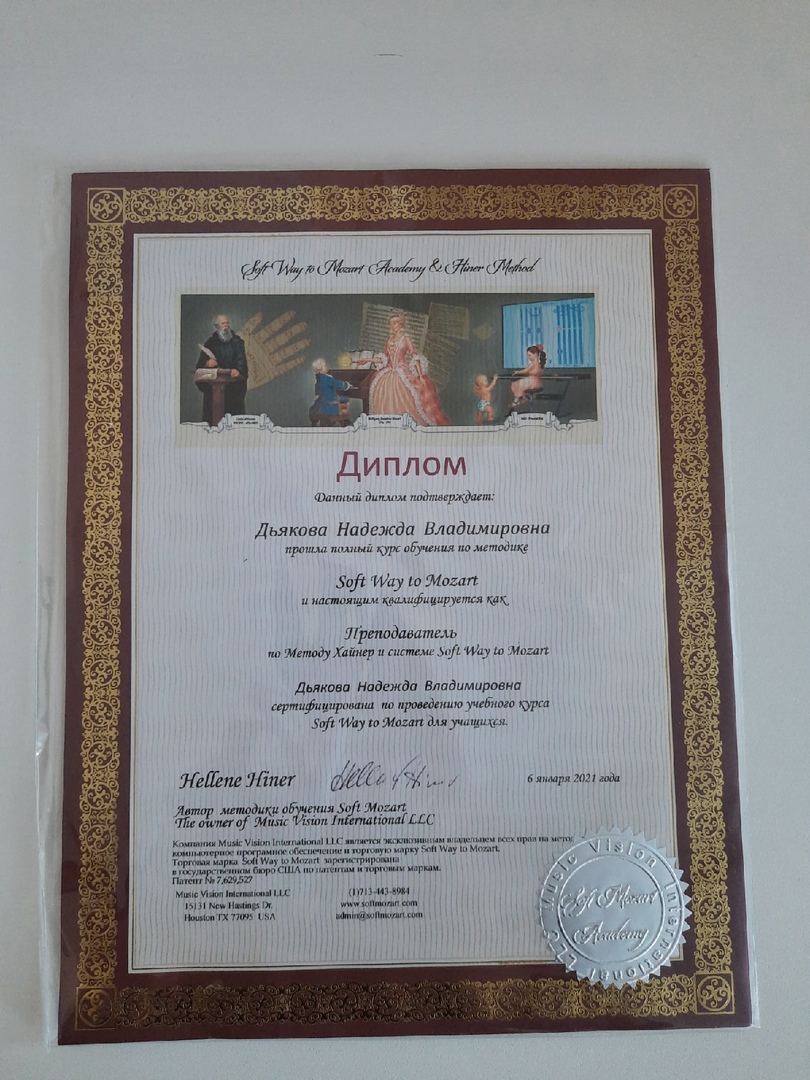 Soft Way to Mozart Academy & Hiner Method
Диплом
Данный диплом подтверждает:
Дьякова Надежда Владимировна
прошла полный курс обучения по методике
Soft Way to Mozart
и настоящим квалифицируется как
Преподаватель
по Методу Хайнер и системе Soft Way to Mozart
Дьякова Надежда Владимировна
сертифицирована по проведению учебного курса
Soft Way to Mozart для учащихся.
Hellene Hiner
6 января 2021 года
Автор методики обучения Soft Mozart
The owner of Music Vision International LLC
Компания Music Vision International LLC является эксклюзивным владельцем всех прав на метод
компьютерное програмное обеспечение и торговую марку Soft Way to Mozart.
Торговая марка Soft Way to Mozart зарегистрирована
в государственном бюро США по патентам и торговым маркам.
Патент № 7,629,527
Music Vision International LLC (1)713-443-8984
15131 New Hastings Dr. www.softmozart.com
Houston TX 77095 USA admin@softmozart.com
Music Vision International LLC
Soft Mozart
Academy